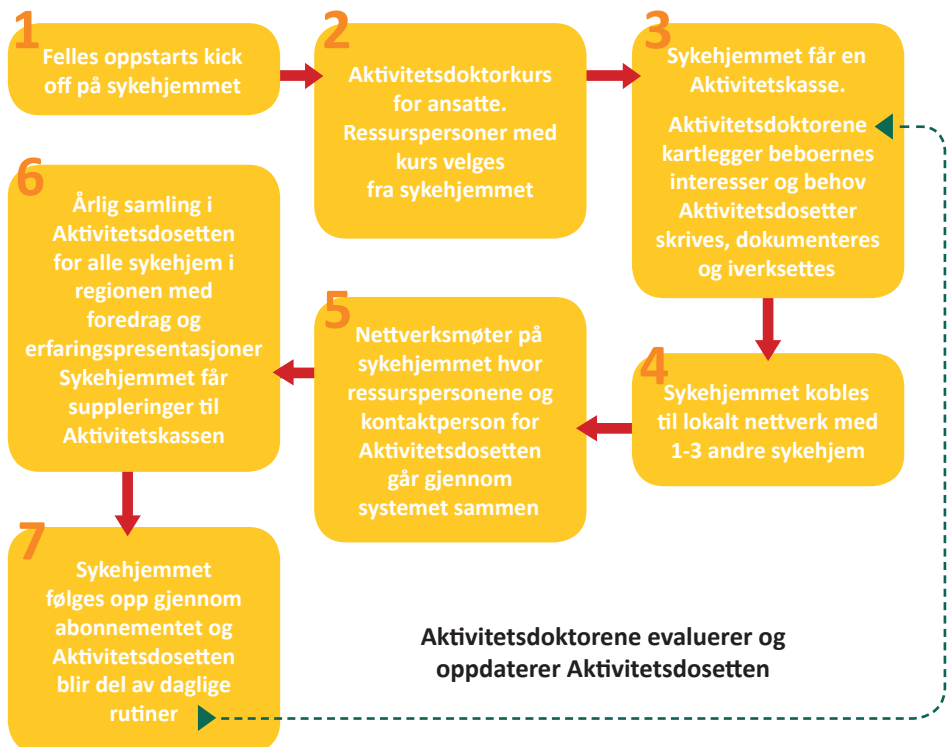 1
Felles oppstarts kick
off på sykehjemmet
2
Aktivitetsdoktorkurs
for ansatte.
Ressurspersoner med
kurs velges
fra sykehjemmet
3
Sykehjemmet får en
Aktivitetskasse.
Aktivitetsdoktorene
kartlegger beboernes
interesser og behov
Aktivitetsdosetter
skrives, dokumenteres
og iverksettes
4
Sykehjemmet kobles
til lokalt nettverk med
1-3 andre sykehjem
5
Nettverksmøter på
sykehjemmet hvor
ressurspersonene og
kontaktperson for
Aktivitetsdosetten
går gjennom
systemet sammen
6
Årlig samling i
Aktivitetsdosetten
for alle sykehjem i
regionen med
foredrag og
erfaringspresentasjoner
Sykehjemmet får
suppleringer til
Aktivitetskassen
7
Sykehjemmet
følges opp gjennom
abonnementet og
Aktivitetsdosetten
blir del av daglige
rutiner
Aktivitetsdoktorene evaluerer og
oppdaterer Aktivitetsdosetten